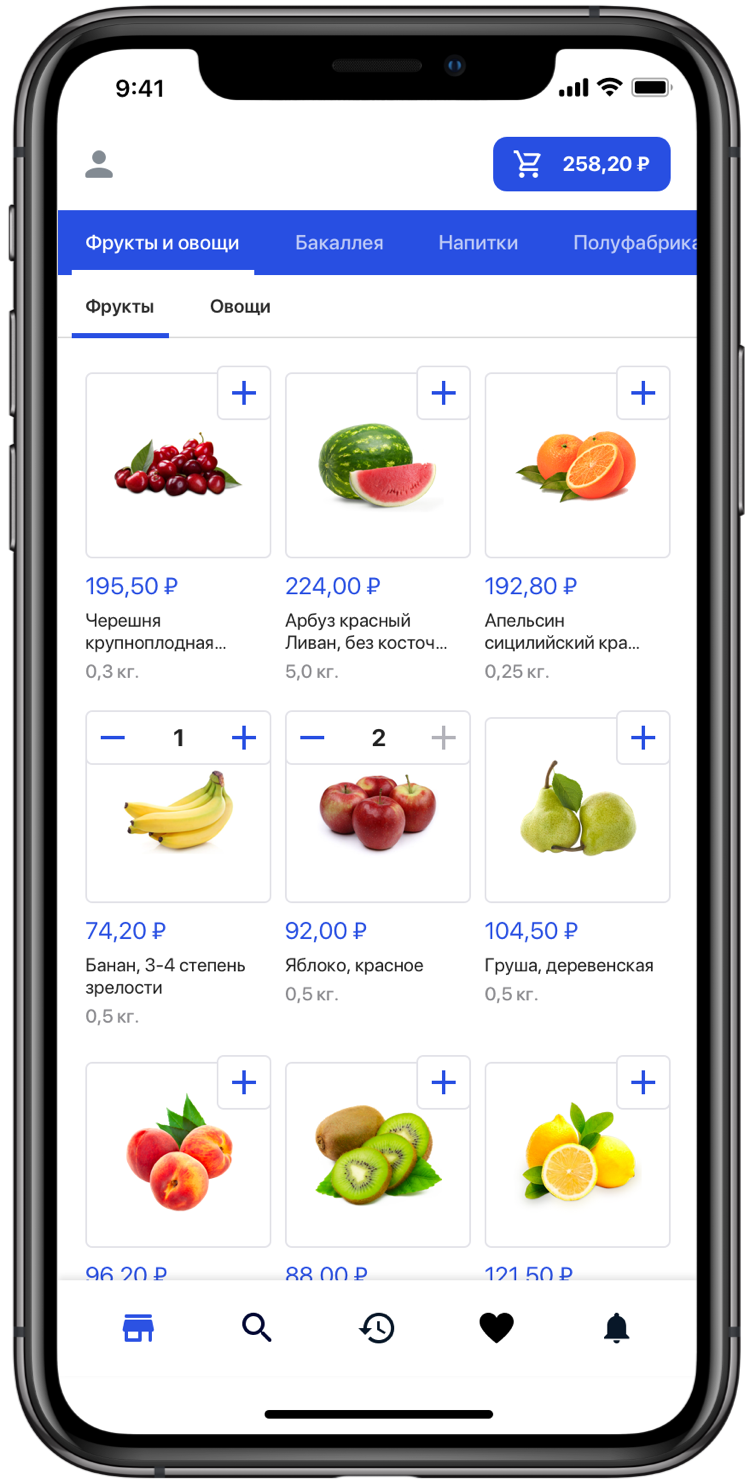 9:41
258,20 ₽
Фрукты и овощи Бакаллея Напитки Полуфабрика
Фрукты Овощи
195,50 ₽ 224,00 ₽ 192,80 ₽
Черешня Арбуз красный Апельсин
крупноплодная... Ливан, без косточ... сицилийский кра...
0,3 кг. 5,0 кг. 0,25 кг.
1 2
74,20 ₽ 92,00 ₽ 104,50 ₽
Банан, 3-4 степень Яблоко, красное Груша, деревенская
зрелости 0,5 кг. 0,5 кг.
0,5 кг.
96,20 ₽ 88,00 ₽ 121,50 ₽